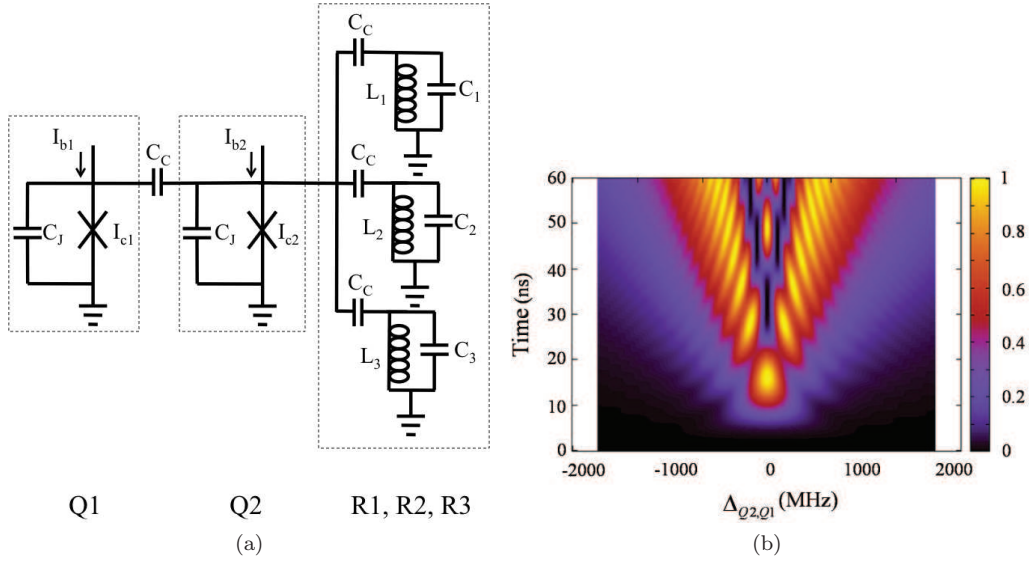 C_C
L_1
C_1
I_b1
C_C
I_b2
C_C
C_J
I_c1
C_J
I_c2
L_2
C_2
C_C
L_3
C_3
Q1 Q2 R1, R2, R3
(a)
60
50
40
30
20
10
0
Time (ns)
-2000 -1000 0 1000 2000
Δ_Q2,Q1 (MHz)
1
0.8
0.6
0.4
0.2
0
(b)